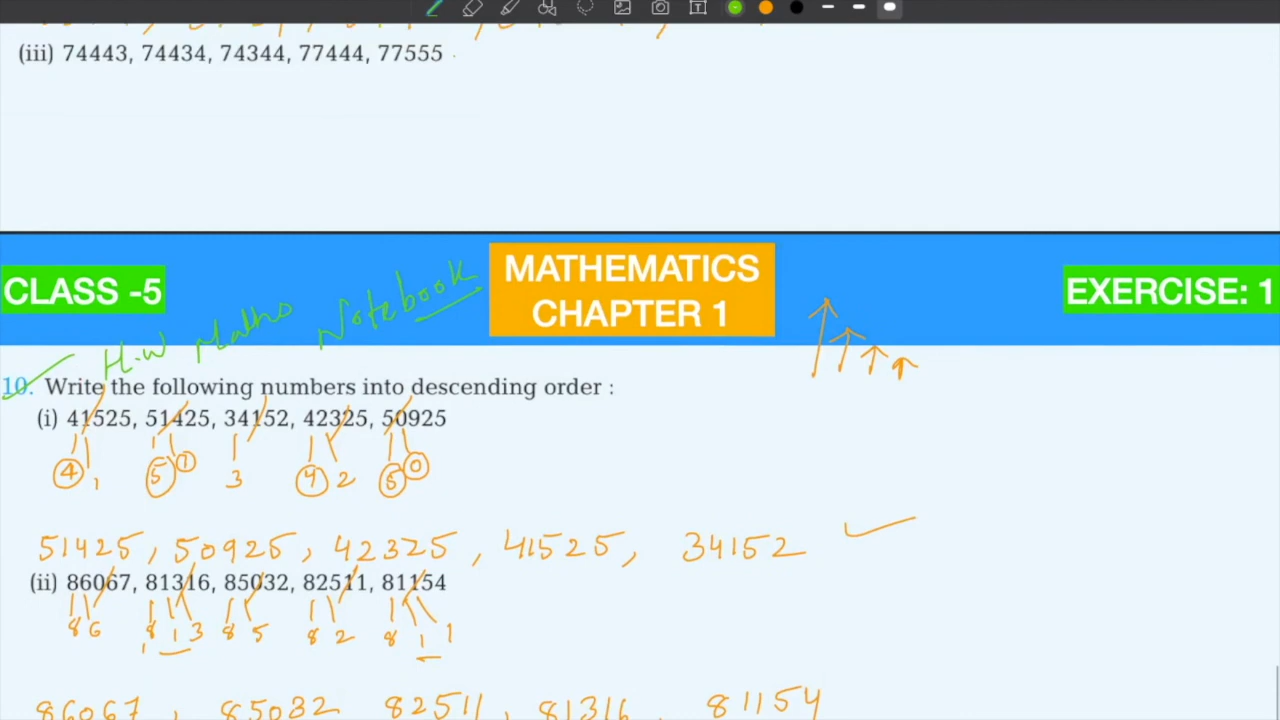 (iii) 74443, 74434, 74344, 77444, 77555
CLASS -5
MATHEMATICS
CHAPTER 1
EXERCISE: 1
H.W Maths Notebook
10. Write the following numbers into descending order :
(i) 41525, 51425, 34152, 42325, 50925
4 1 5 1 3 4 2 5 0
51425, 50925, 42325, 41525, 34152
(ii) 86067, 81316, 85032, 82511, 81154
8 6 8 1 3 8 5 8 2 8 1 1
86067, 85032 82511, 81316, 81154